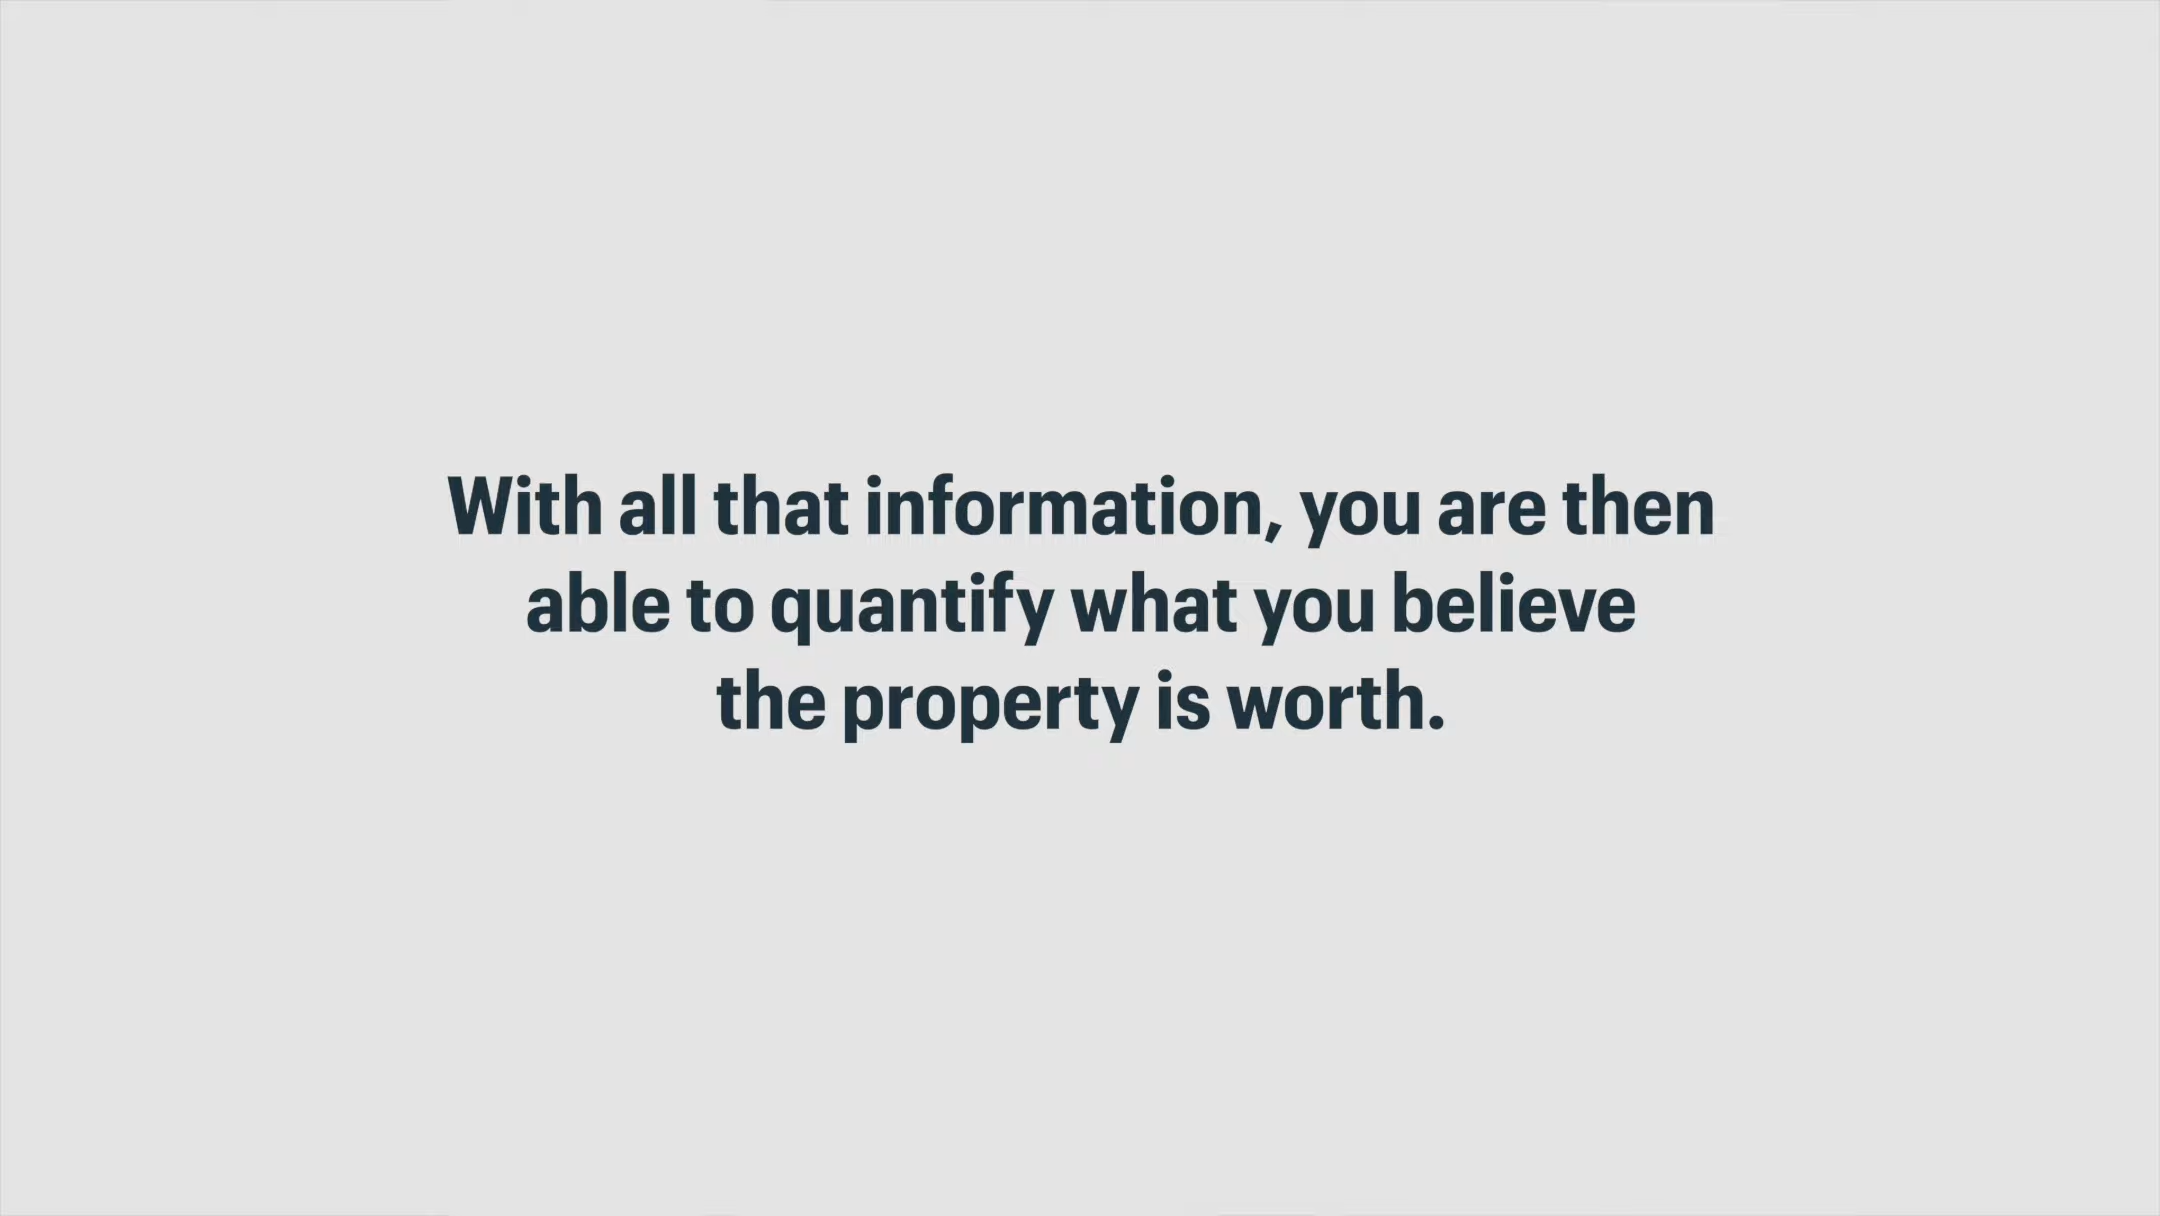 With all that information, you are then
able to quantify what you believe
the property is worth.